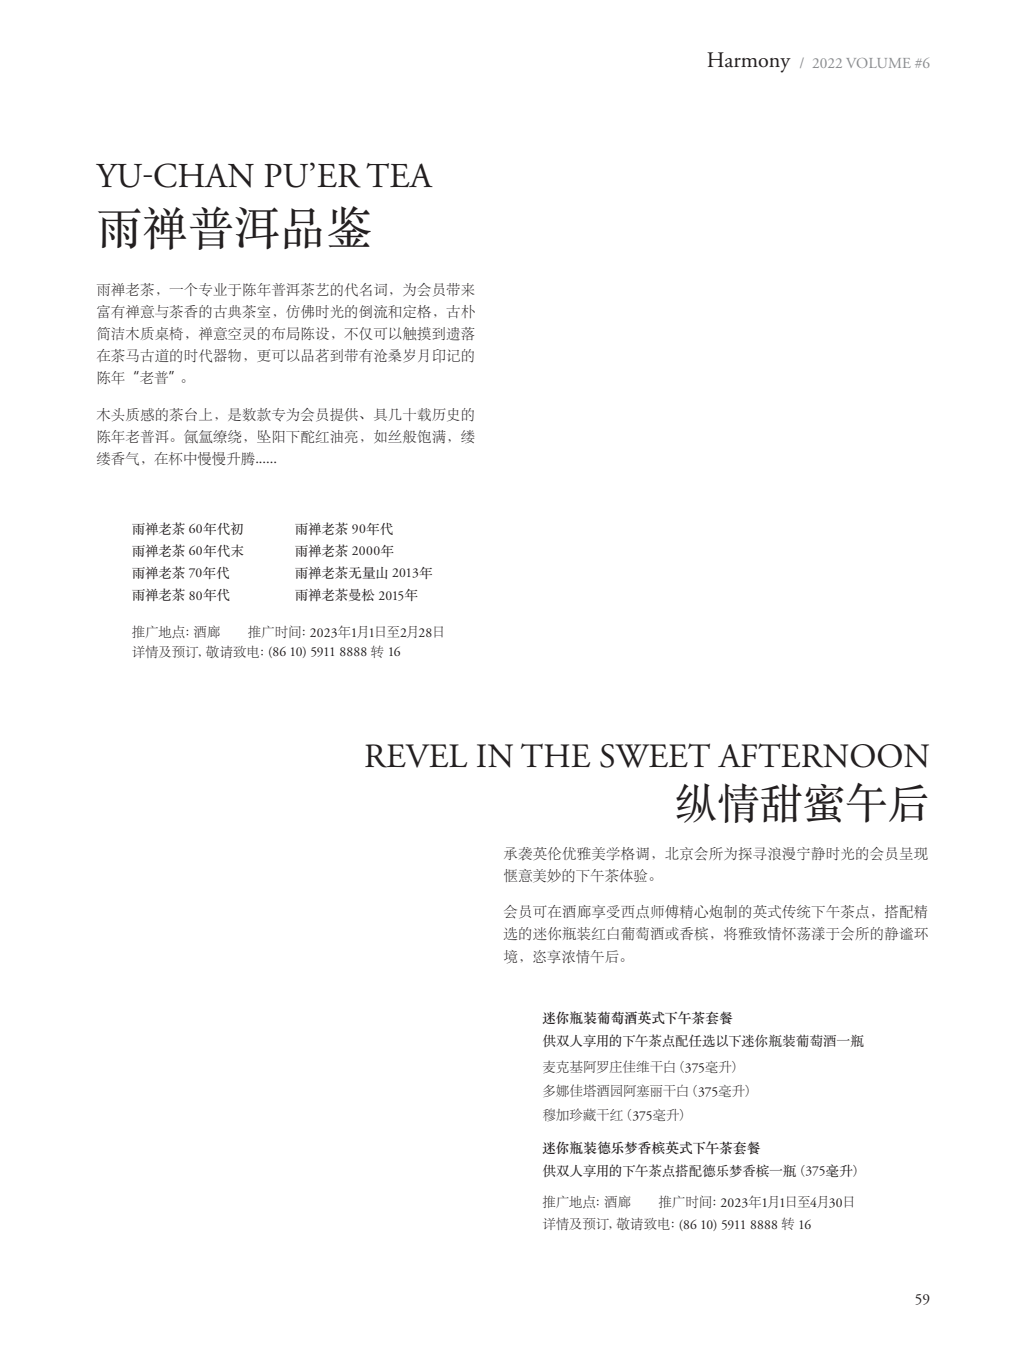 Harmony / 2022 VOLUME #6
YU-CHAN PU’ER TEA
雨禅普洱品鉴
雨禅老茶，一个专业于陈年普洱茶艺的代名词，为会员带来
富有禅意与茶香的古典茶室，仿佛时光的倒流和定格，古朴
简洁木质桌椅，禅意空灵的布局陈设，不仅可以触摸到遗落
在茶马古道的时代器物，更可以品茗到带有沧桑岁月印记的
陈年“老普”。
木头质感的茶台上，是数款专为会员提供、具几十载历史的
陈年老普洱。氤氲缭绕，坠阳下酡红油亮，如丝般饱满，缕
缕香气，在杯中慢慢升腾......
雨禅老茶 60年代初
雨禅老茶 60年代末
雨禅老茶 70年代
雨禅老茶 80年代
雨禅老茶 90年代
雨禅老茶 2000年
雨禅老茶无量山 2013年
雨禅老茶曼松 2015年
推广地点: 酒廊 推广时间: 2023年1月1日至2月28日
详情及预订, 敬请致电: (86 10) 5911 8888 转 16
REVEL IN THE SWEET AFTERNOON
纵情甜蜜午后
承袭英伦优雅美学格调，北京会所为探寻浪漫宁静时光的会员呈现
惬意美妙的下午茶体验。
会员可在酒廊享受西点师傅精心炮制的英式传统下午茶点，搭配精
选的迷你瓶装红白葡萄酒或香槟，将雅致情怀荡漾于会所的静谧环
境，恣享浓情午后。
迷你瓶装葡萄酒英式下午茶套餐
供双人享用的下午茶点配任选以下迷你瓶装葡萄酒一瓶
麦克基阿罗庄佳维干白 (375毫升)
多娜佳塔酒园阿塞丽干白 (375毫升)
穆加珍藏干红 (375毫升)
迷你瓶装德乐梦香槟英式下午茶套餐
供双人享用的下午茶点搭配德乐梦香槟一瓶 (375毫升)
推广地点: 酒廊 推广时间: 2023年1月1日至4月30日
详情及预订, 敬请致电: (86 10) 5911 8888 转 16
59